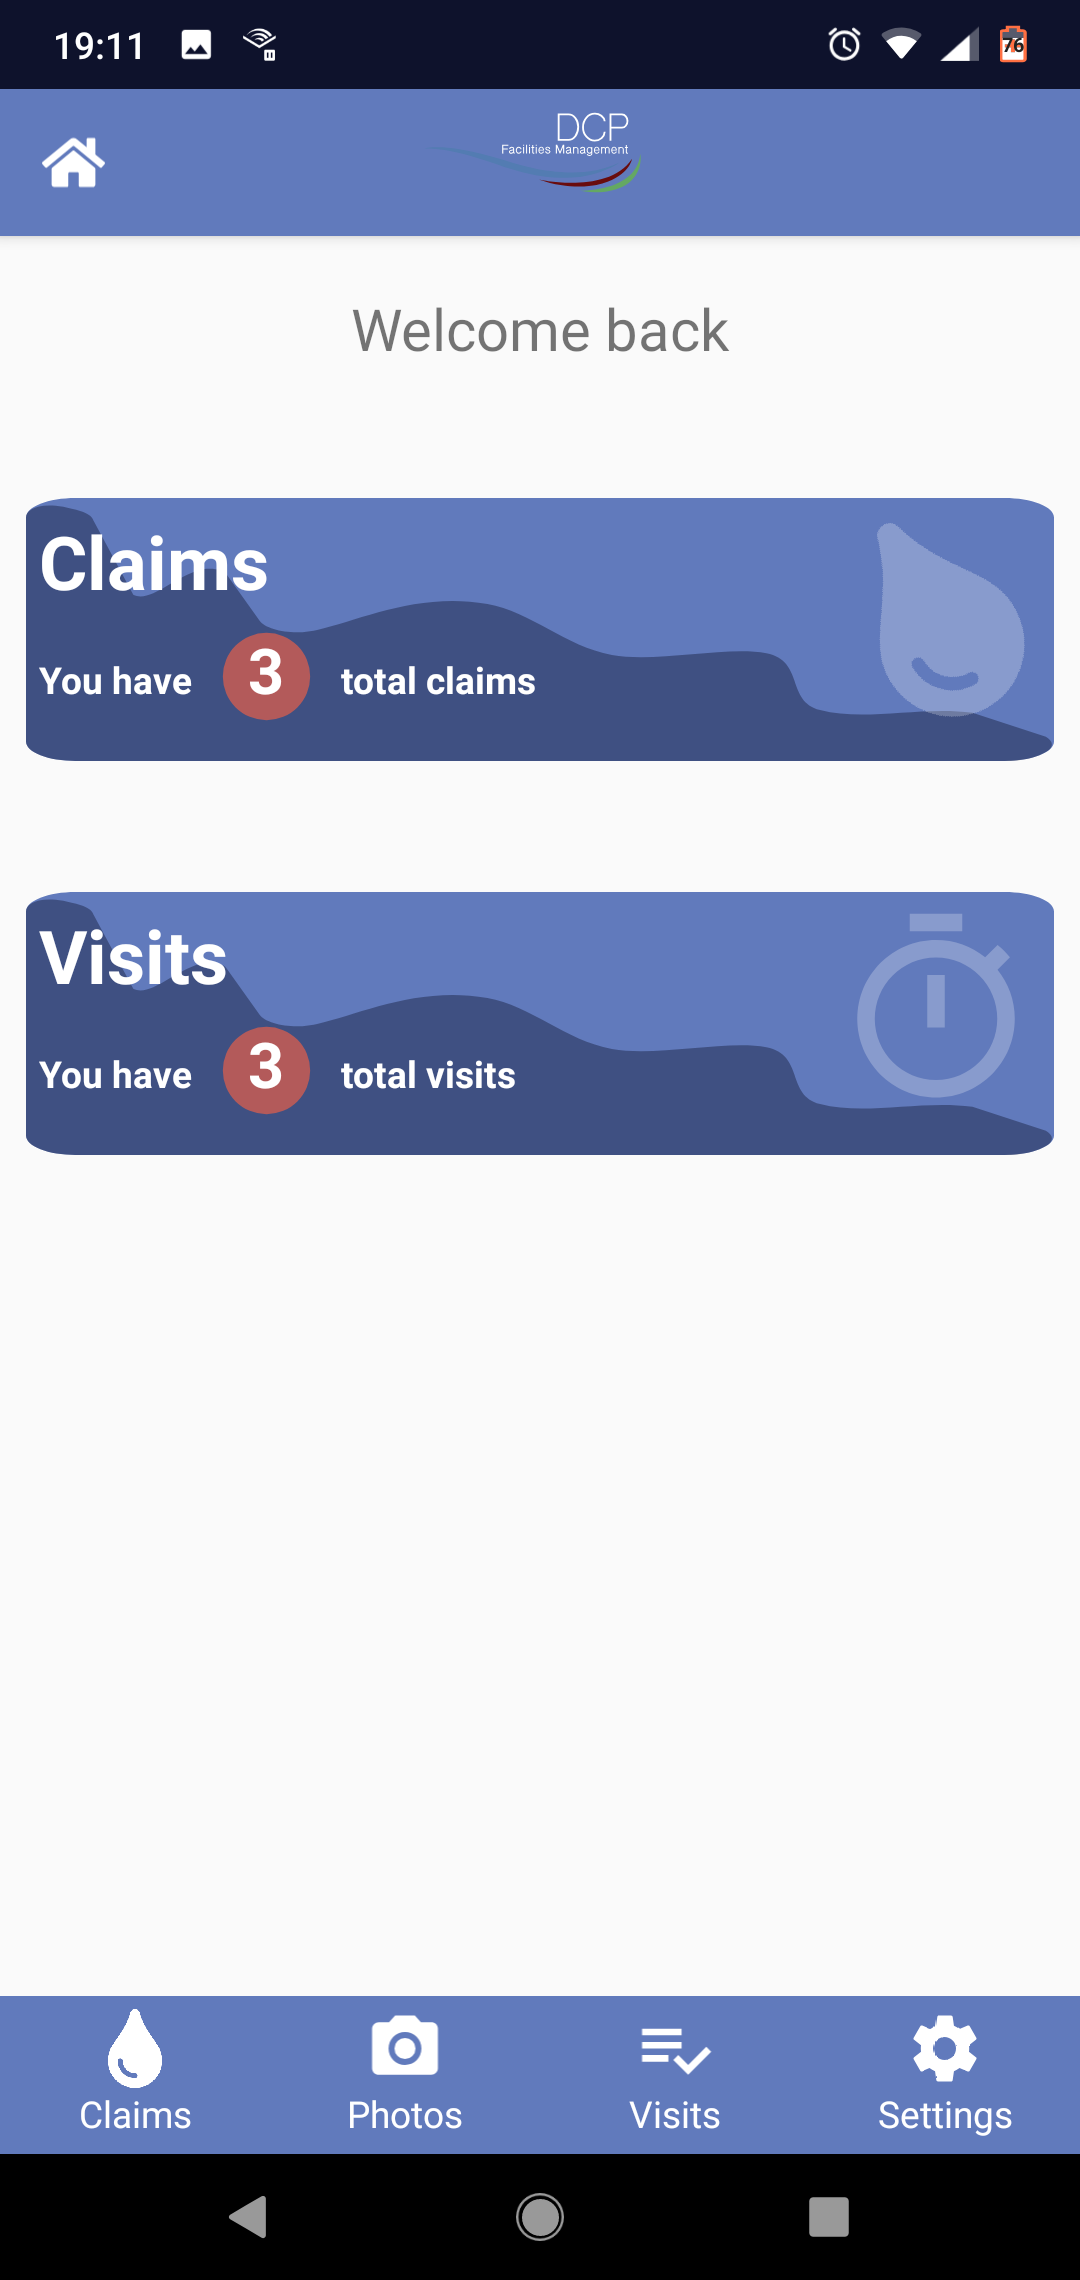 19:11
76
DCP
Facilities Management
Welcome back
Claims
You have 3 total claims
Visits
You have 3 total visits
Claims Photos Visits Settings